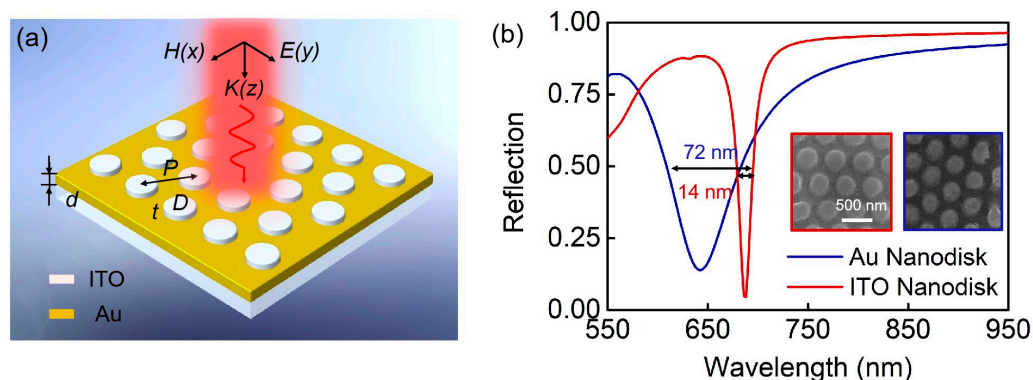 (a)
H(x)
E(y)
K(z)
P
D
d
t
ITO
Au
(b)
1.00
0.75
0.50
0.25
0.00
Reflection
72 nm
14 nm
500 nm
Au Nanodisk
ITO Nanodisk
550 650 750 850 950
Wavelength (nm)